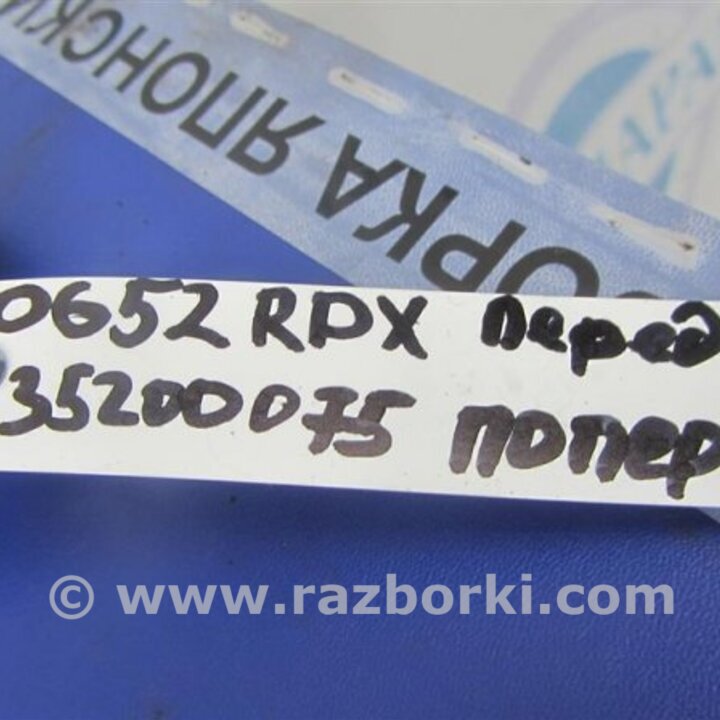 ОРКА ЯПОНСКИ
0652 RDX перед
35200075 попер
© www.razborki.com